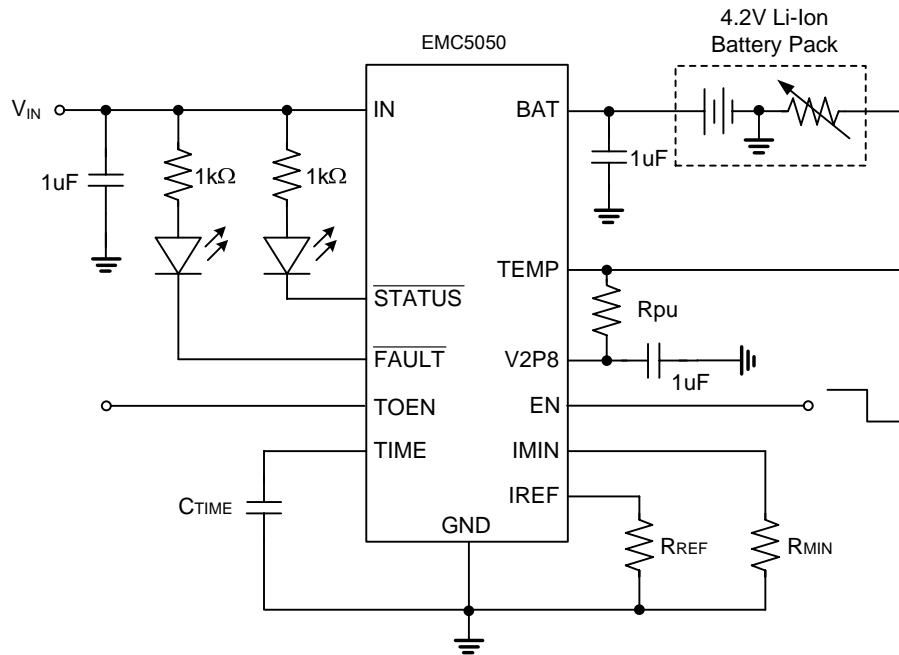 4.2V Li-Ion
Battery Pack
EMC5050
VIN
IN
BAT
1uF
1kΩ
1kΩ
1uF
TEMP
STATUS
Rpu
FAULT
V2P8
1uF
TOEN
EN
TIME
IMIN
IREF
CTIME
GND
RREF
RMIN